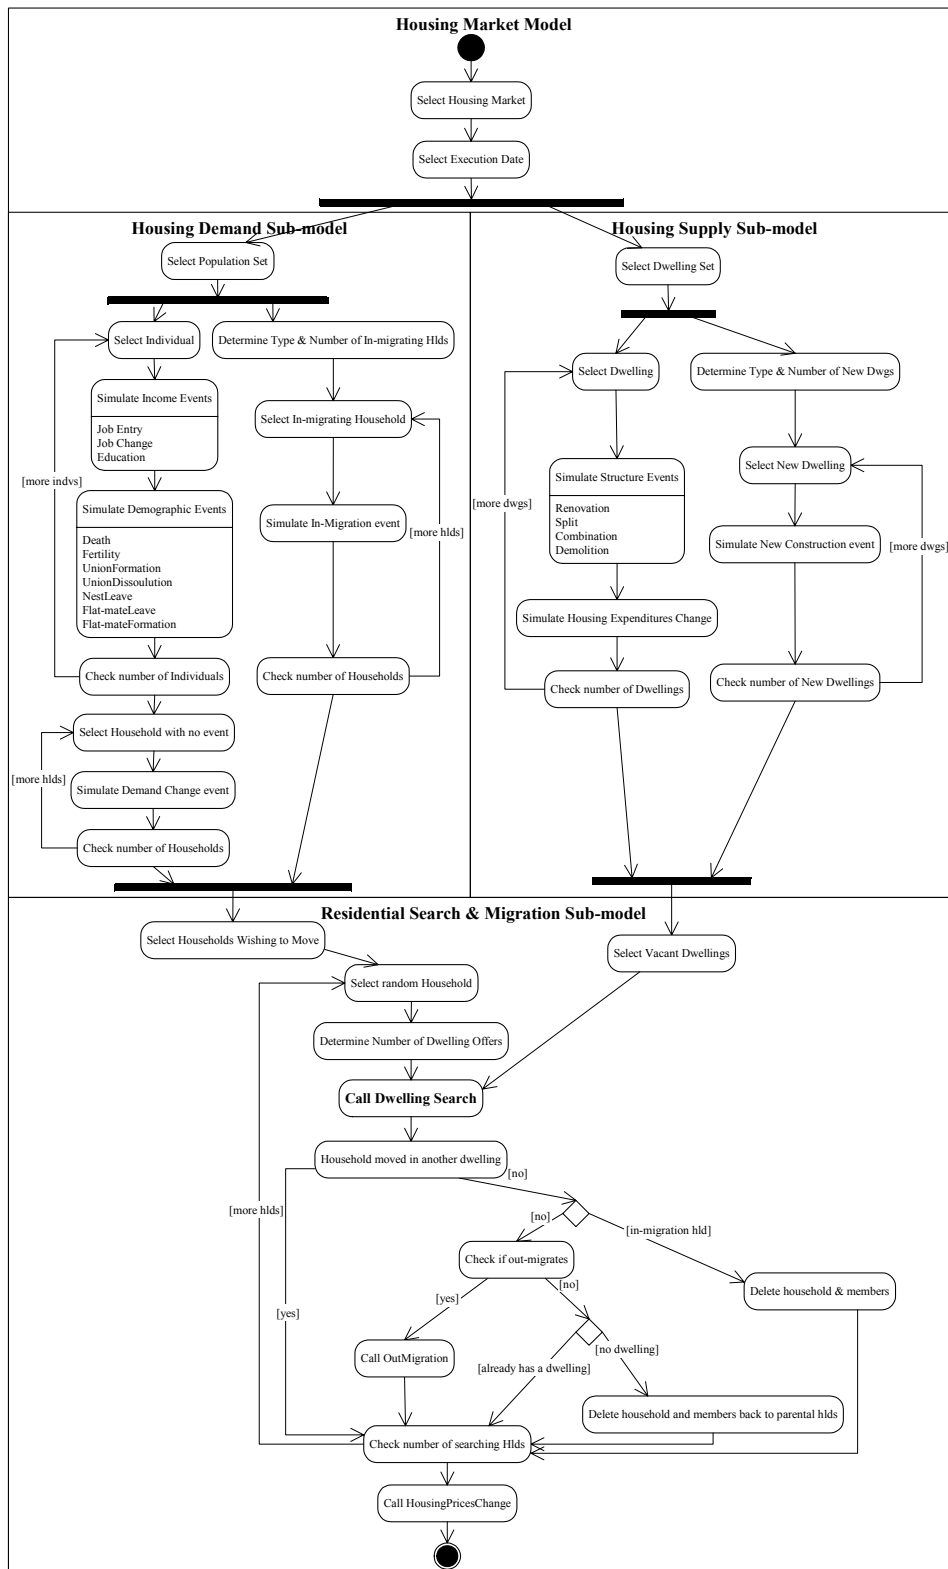 Housing Market Model
Select Housing Market
Select Execution Date
Housing Demand Sub-model
Select Population Set
Select Individual
Determine Type & Number of In-migrating Hlds
Simulate Income Events
Job Entry
Job Change
Education
Select In-migrating Household
[more indvs]
Simulate Demographic Events
Death
Fertility
UnionFormation
UnionDissoulution
NestLeave
Flat-mateLeave
Flat-mateFormation
Simulate In-Migration event
[more hlds]
Check number of Individuals
Check number of Households
Select Household with no event
[more hlds]
Simulate Demand Change event
Check number of Households
Housing Supply Sub-model
Select Dwelling Set
Select Dwelling
Determine Type & Number of New Dwgs
Simulate Structure Events
Renovation
Split
Combination
Demolition
[more dwgs]
Select New Dwelling
Simulate New Construction event
[more dwgs]
Simulate Housing Expenditures Change
Check number of Dwellings
Check number of New Dwellings
Residential Search & Migration Sub-model
Select Households Wishing to Move
Select Vacant Dwellings
Select random Household
Determine Number of Dwelling Offers
Call Dwelling Search
Household moved in another dwelling
[no]
[more hlds]
[no]
[in-migration hld]
Check if out-migrates
Delete household & members
[yes]
[yes]
[no]
Call OutMigration
[already has a dwelling]
[no dwelling]
Delete household and members back to parental hlds
Check number of searching Hlds
Call HousingPricesChange